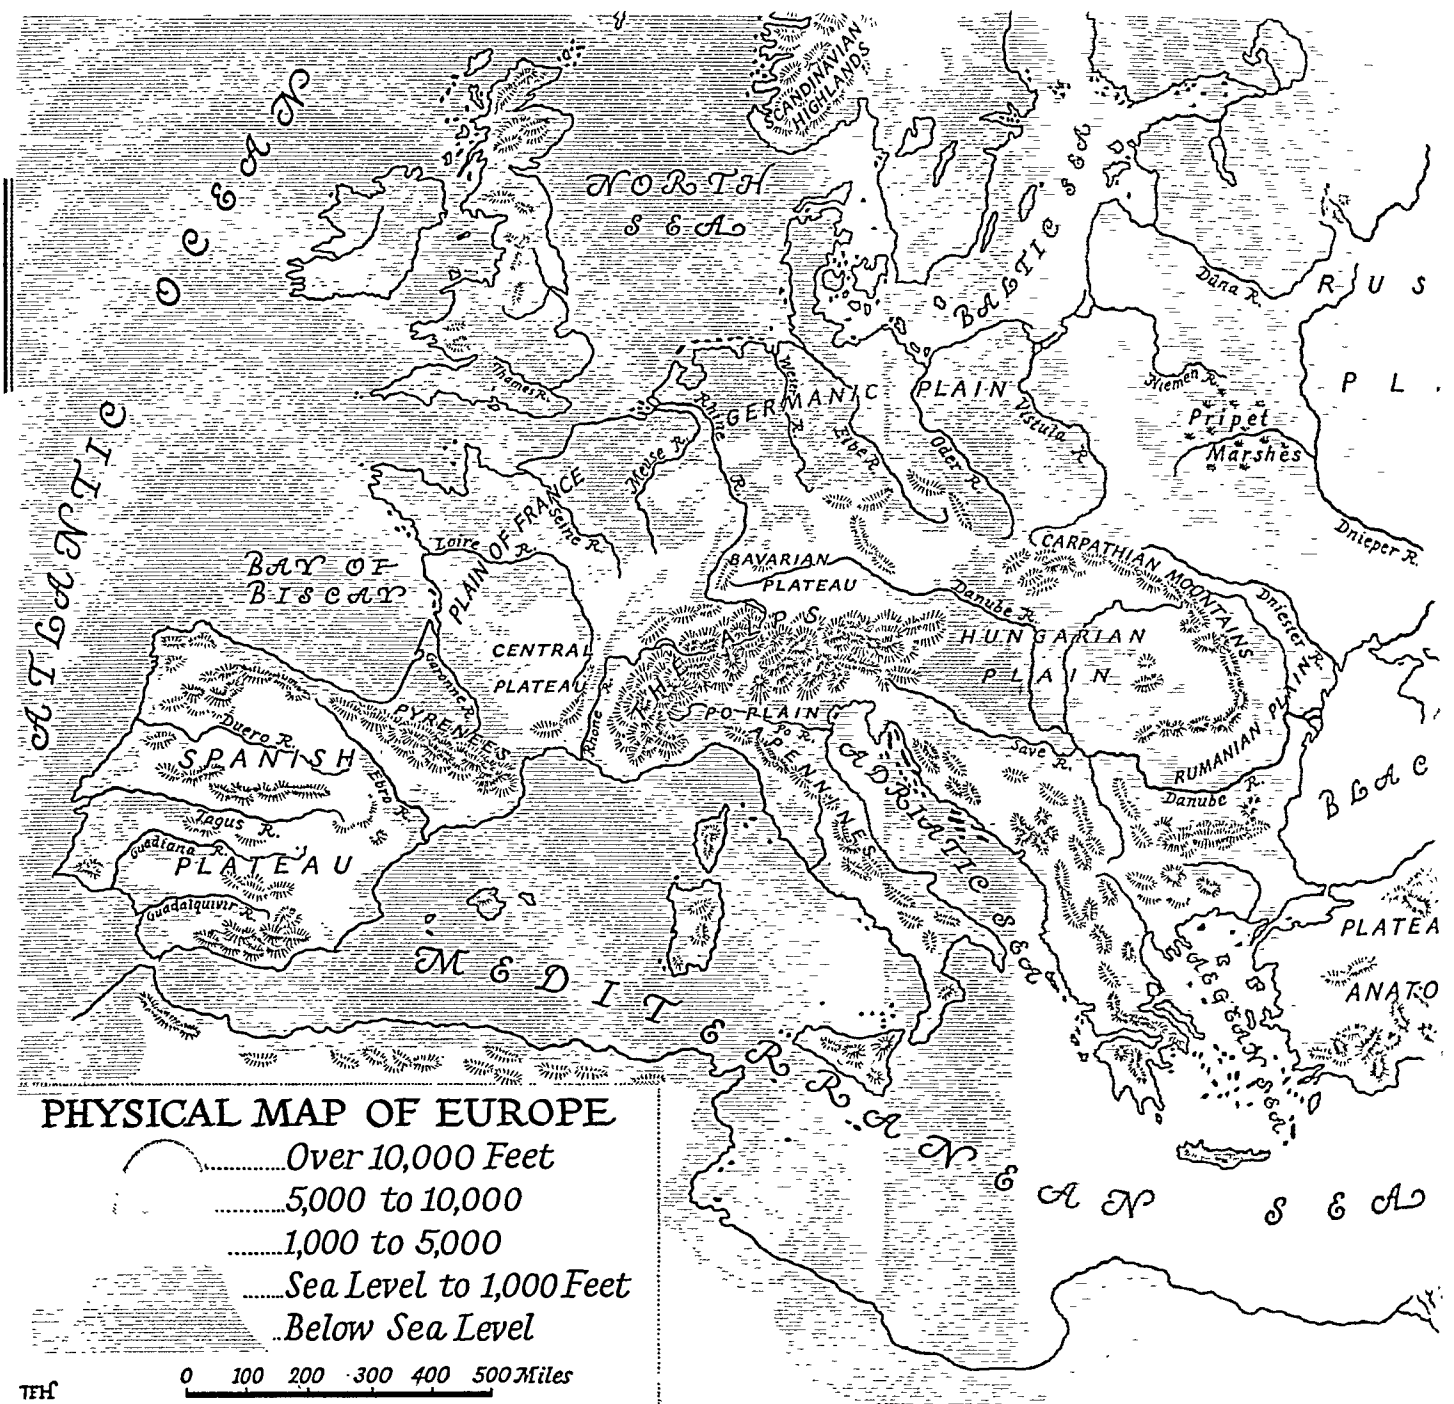 SCANDINAVIAN
HIGHLANDS
ATLANTIC OCEAN
NORTH
SEA
BALTIC SEA
Duna R.
RUS
PL
Thames R.
Weser R.
GERMANIC PLAIN
Rhine R.
Elbe R.
Oder R.
Vistula R.
Niemen R.
Pripet
Marshes
Meuse R.
PLAIN OF FRANCE
Seine R.
Dnieper R.
Loire R.
BAY OF
BISCAY
BAVARIAN
PLATEAU
CARPATHIAN MOONTAINS
Dniester R.
Danube R.
THE ALPS
HUNGARIAN
PLAIN
CENTRAL
PLATEAU
Garonne R.
PYRENEES
Rhone R.
PO-PLAIN
Po R.
RUMANIAN PLAIN
Duero R.
SPANISH
PLATEAU
Ebro R.
Tagus R.
Guadiana R.
Guadalquivir R.
APENNINES
ADRIATIC SEA
Save R.
Danube R.
BLAC
PLATEA
ANATO
AEGEAN SEA
MEDITERRANEAN SEA
PHYSICAL MAP OF EUROPE
Over 10,000 Feet
5,000 to 10,000
1,000 to 5,000
Sea Level to 1,000 Feet
Below Sea Level
0 100 200 300 400 500 Miles
TFH